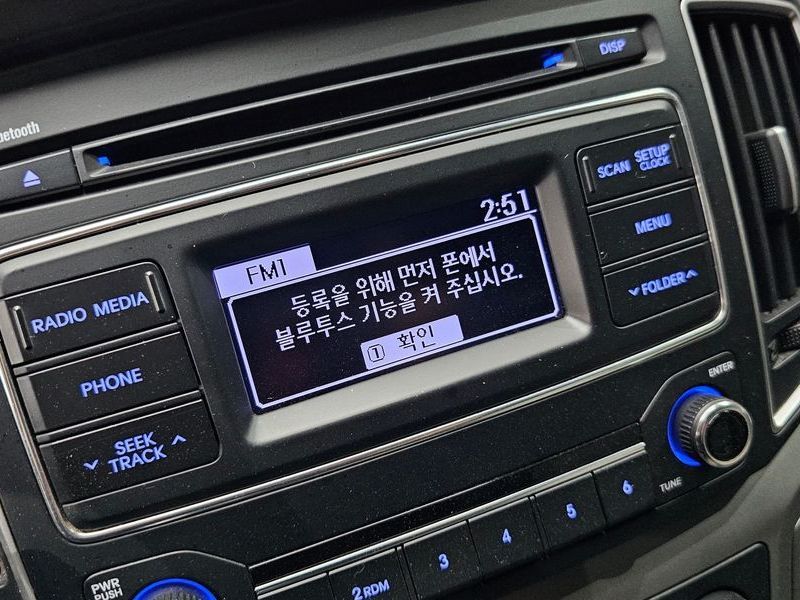 DISP
2:51
SCAN SETUP
CLOCK
FM1
등록을 위해 먼저 폰에서
블루투스 기능을 켜 주십시오.
1 확인
MENU
FOLDER
RADIO MEDIA
PHONE
SEEK
TRACK
ENTER
TUNE
PWR
PUSH
2 RDM
3
4
5
6